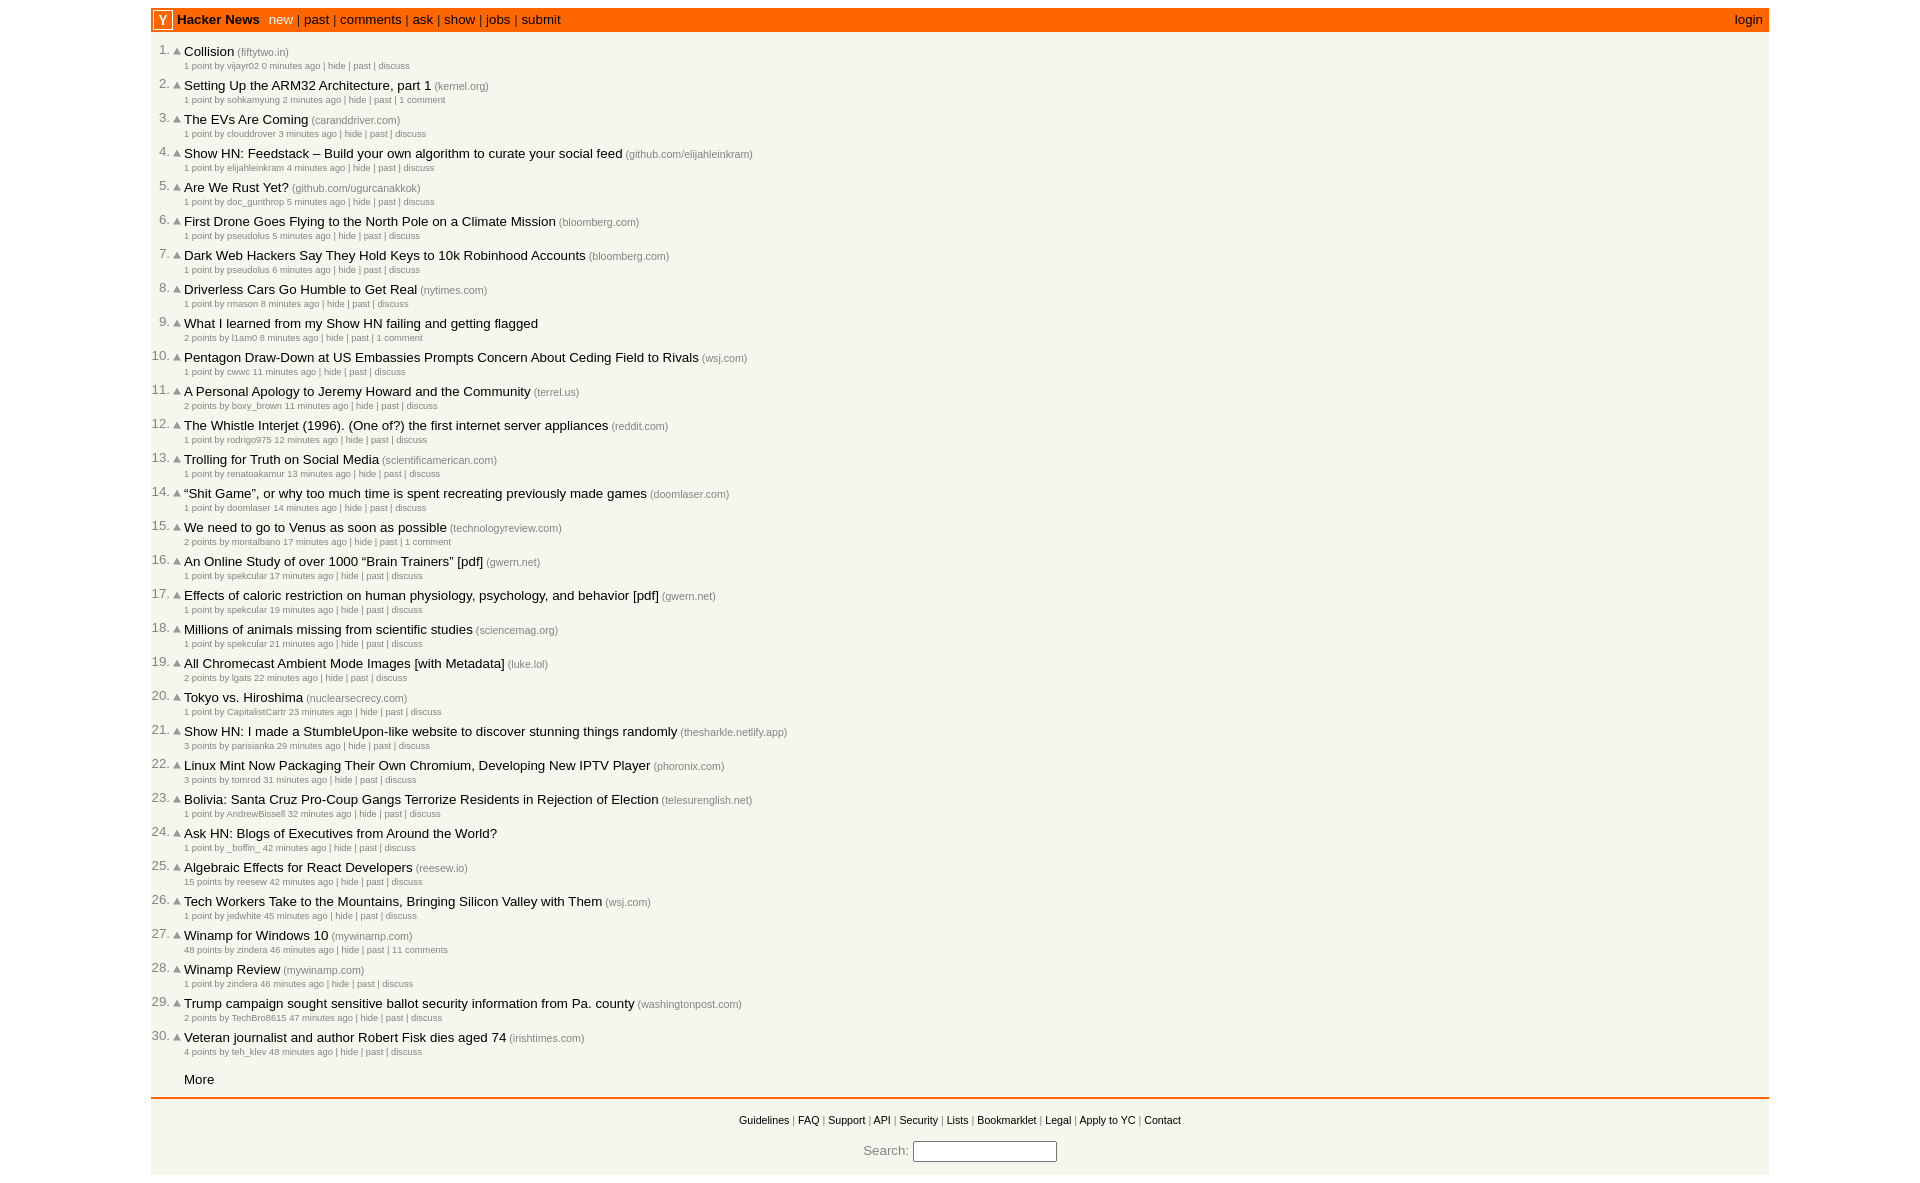 Y Hacker News new | past | comments | ask | show | jobs | submit login
1. Collision (fiftytwo.in)
1 point by vijayr02 0 minutes ago | hide | past | discuss
2. Setting Up the ARM32 Architecture, part 1 (kernel.org)
1 point by sohkamyung 2 minutes ago | hide | past | 1 comment
3. The EVs Are Coming (caranddriver.com)
1 point by clouddrover 3 minutes ago | hide | past | discuss
4. Show HN: Feedstack – Build your own algorithm to curate your social feed (github.com/elijahleinkram)
1 point by elijahleinkram 4 minutes ago | hide | past | discuss
5. Are We Rust Yet? (github.com/ugurcanakkok)
1 point by doc_gunthrop 5 minutes ago | hide | past | discuss
6. First Drone Goes Flying to the North Pole on a Climate Mission (bloomberg.com)
1 point by pseudolus 5 minutes ago | hide | past | discuss
7. Dark Web Hackers Say They Hold Keys to 10k Robinhood Accounts (bloomberg.com)
1 point by pseudolus 6 minutes ago | hide | past | discuss
8. Driverless Cars Go Humble to Get Real (nytimes.com)
1 point by rmason 8 minutes ago | hide | past | discuss
9. What I learned from my Show HN failing and getting flagged
2 points by l1am0 8 minutes ago | hide | past | 1 comment
10. Pentagon Draw-Down at US Embassies Prompts Concern About Ceding Field to Rivals (wsj.com)
1 point by cwwc 11 minutes ago | hide | past | discuss
11. A Personal Apology to Jeremy Howard and the Community (terrel.us)
2 points by boxy_brown 11 minutes ago | hide | past | discuss
12. The Whistle Interjet (1996). (One of?) the first internet server appliances (reddit.com)
1 point by rodrigo975 12 minutes ago | hide | past | discuss
13. Trolling for Truth on Social Media (scientificamerican.com)
1 point by renatoakamur 13 minutes ago | hide | past | discuss
14. “Shit Game”, or why too much time is spent recreating previously made games (doomlaser.com)
1 point by doomlaser 14 minutes ago | hide | past | discuss
15. We need to go to Venus as soon as possible (technologyreview.com)
2 points by montalbano 17 minutes ago | hide | past | 1 comment
16. An Online Study of over 1000 “Brain Trainers” [pdf] (gwern.net)
1 point by spekcular 17 minutes ago | hide | past | discuss
17. Effects of caloric restriction on human physiology, psychology, and behavior [pdf] (gwern.net)
1 point by spekcular 19 minutes ago | hide | past | discuss
18. Millions of animals missing from scientific studies (sciencemag.org)
1 point by spekcular 21 minutes ago | hide | past | discuss
19. All Chromecast Ambient Mode Images [with Metadata] (luke.lol)
2 points by lgats 22 minutes ago | hide | past | discuss
20. Tokyo vs. Hiroshima (nuclearsecrecy.com)
1 point by CapitalistCartr 23 minutes ago | hide | past | discuss
21. Show HN: I made a StumbleUpon-like website to discover stunning things randomly (thesharkle.netlify.app)
3 points by parisianka 29 minutes ago | hide | past | discuss
22. Linux Mint Now Packaging Their Own Chromium, Developing New IPTV Player (phoronix.com)
3 points by tomrod 31 minutes ago | hide | past | discuss
23. Bolivia: Santa Cruz Pro-Coup Gangs Terrorize Residents in Rejection of Election (telesurenglish.net)
1 point by AndrewBissell 32 minutes ago | hide | past | discuss
24. Ask HN: Blogs of Executives from Around the World?
1 point by _boffin_ 42 minutes ago | hide | past | discuss
25. Algebraic Effects for React Developers (reesew.io)
15 points by reesew 42 minutes ago | hide | past | discuss
26. Tech Workers Take to the Mountains, Bringing Silicon Valley with Them (wsj.com)
1 point by jedwhite 45 minutes ago | hide | past | discuss
27. Winamp for Windows 10 (mywinamp.com)
48 points by zindera 46 minutes ago | hide | past | 11 comments
28. Winamp Review (mywinamp.com)
1 point by zindera 46 minutes ago | hide | past | discuss
29. Trump campaign sought sensitive ballot security information from Pa. county (washingtonpost.com)
2 points by TechBro8615 47 minutes ago | hide | past | discuss
30. Veteran journalist and author Robert Fisk dies aged 74 (irishtimes.com)
4 points by teh_klev 48 minutes ago | hide | past | discuss
More
Guidelines | FAQ | Support | API | Security | Lists | Bookmarklet | Legal | Apply to YC | Contact
Search: